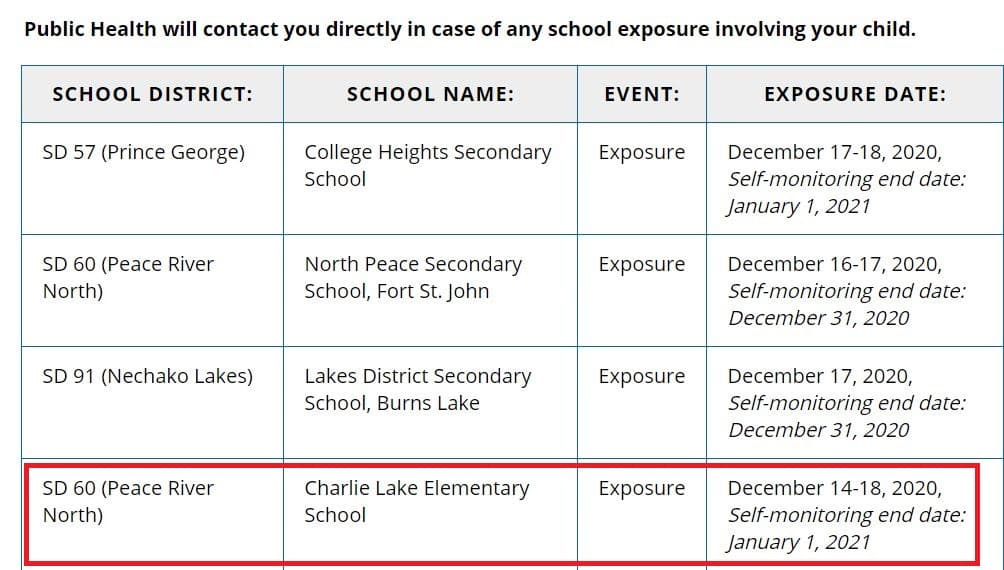 Public Health will contact you directly in case of any school exposure involving your child.
SCHOOL DISTRICT: SCHOOL NAME: EVENT: EXPOSURE DATE:
SD 57 (Prince George) College Heights Secondary Exposure December 17-18, 2020,
School Self-monitoring end date:
January 1, 2021
SD 60 (Peace River North Peace Secondary Exposure December 16-17, 2020,
North) School, Fort St. John Self-monitoring end date:
December 31, 2020
SD 91 (Nechako Lakes) Lakes District Secondary Exposure December 17, 2020,
School, Burns Lake Self-monitoring end date:
December 31, 2020
SD 60 (Peace River Charlie Lake Elementary Exposure December 14-18, 2020,
North) School Self-monitoring end date:
January 1, 2021